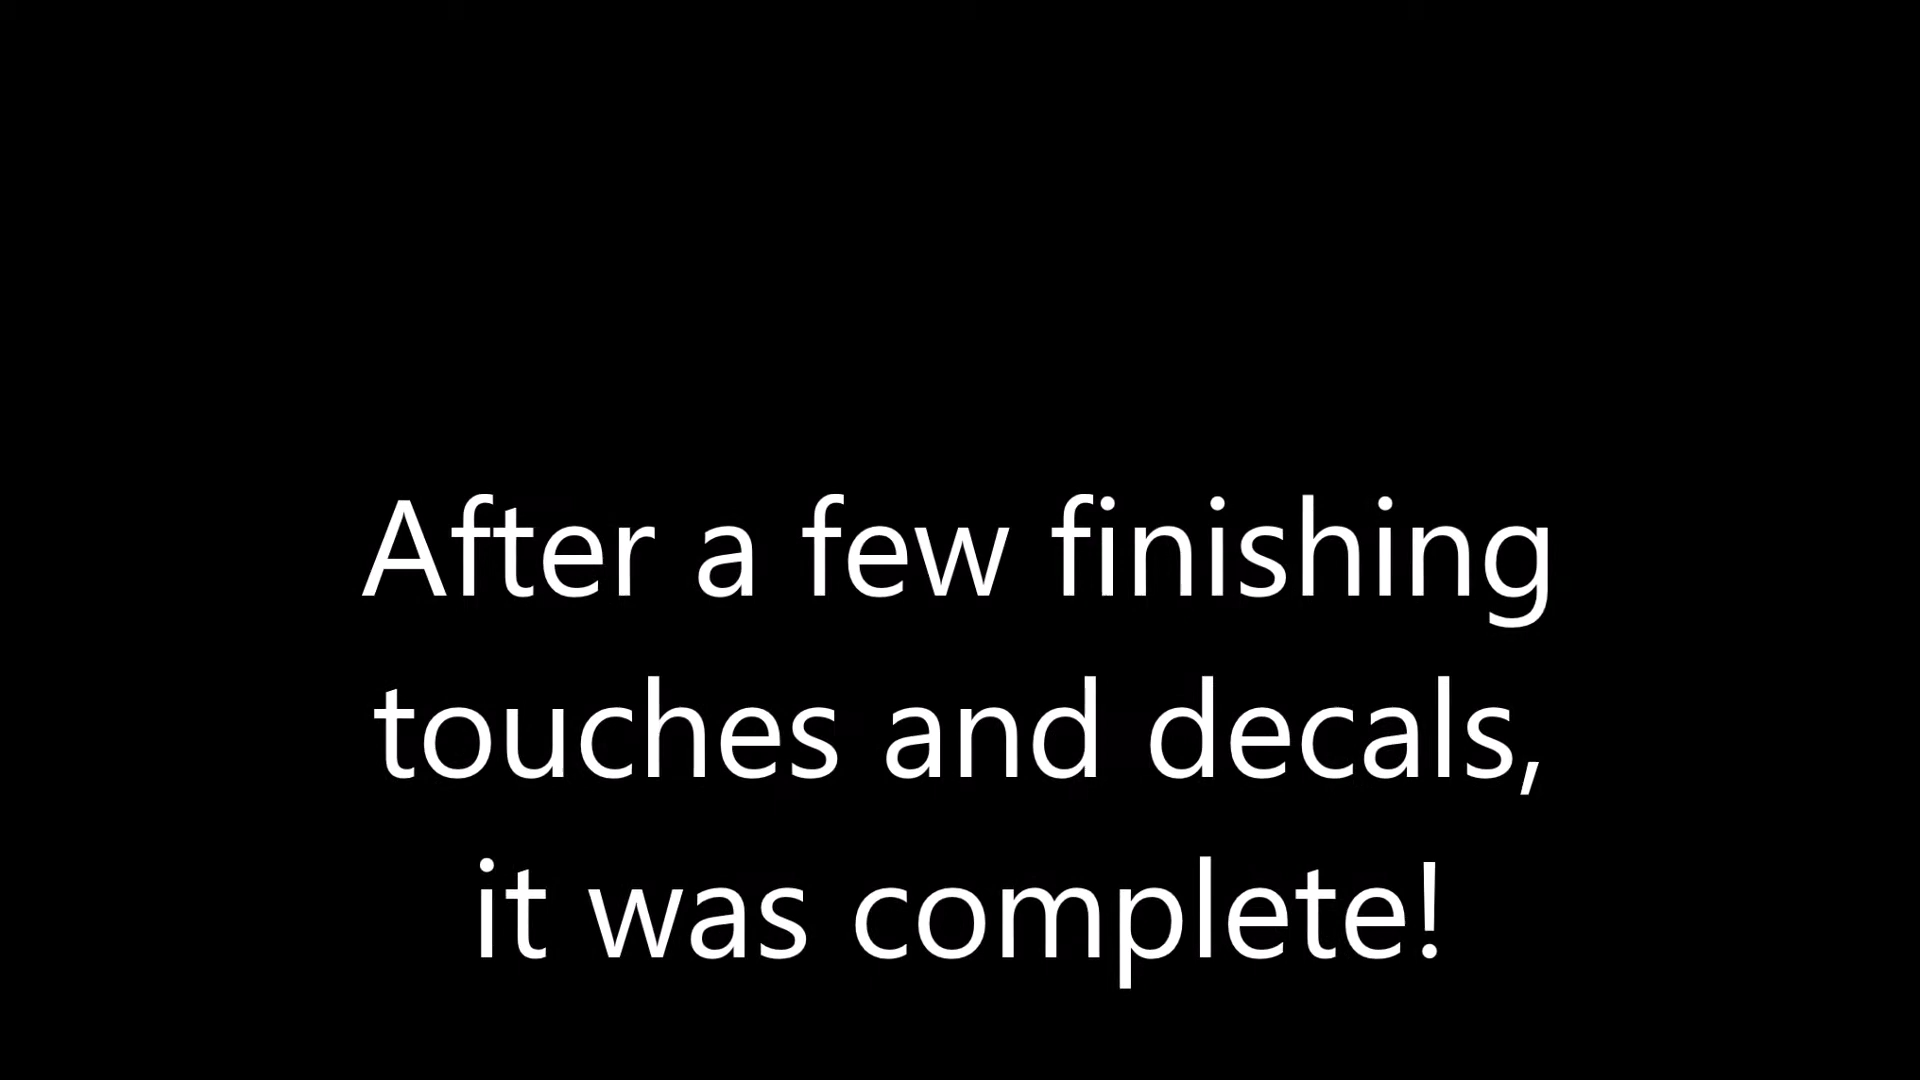 After a few finishing
touches and decals,
it was complete!